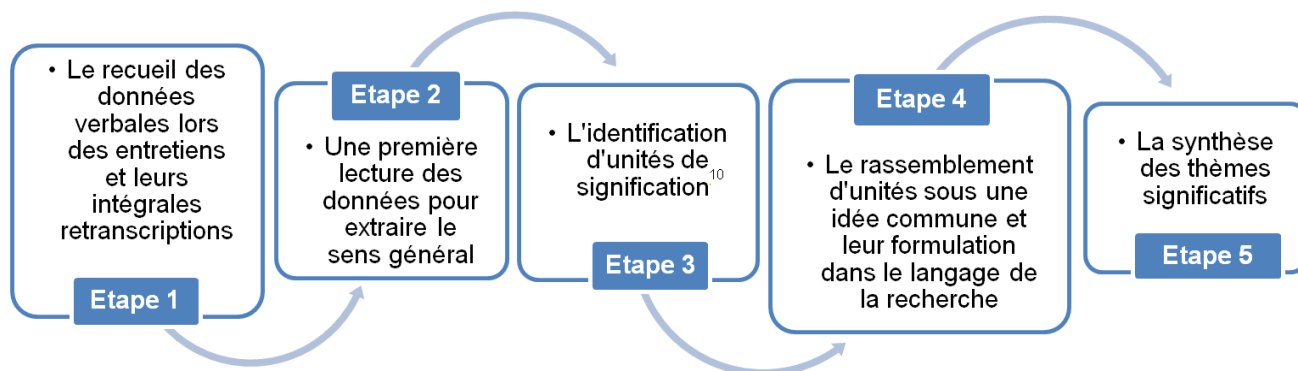 • Le recueil des
données
verbales lors
des entretiens
et leurs
intégrales
retranscriptions
Etape 1
Etape 2
• Une première
lecture des
données pour
extraire le
sens général
• L'identification
d'unités de
signification10
Etape 3
Etape 4
• Le rassemblement
d'unités sous une
idée commune et
leur formulation
dans le langage de
la recherche
• La synthèse
des thèmes
significatifs
Etape 5